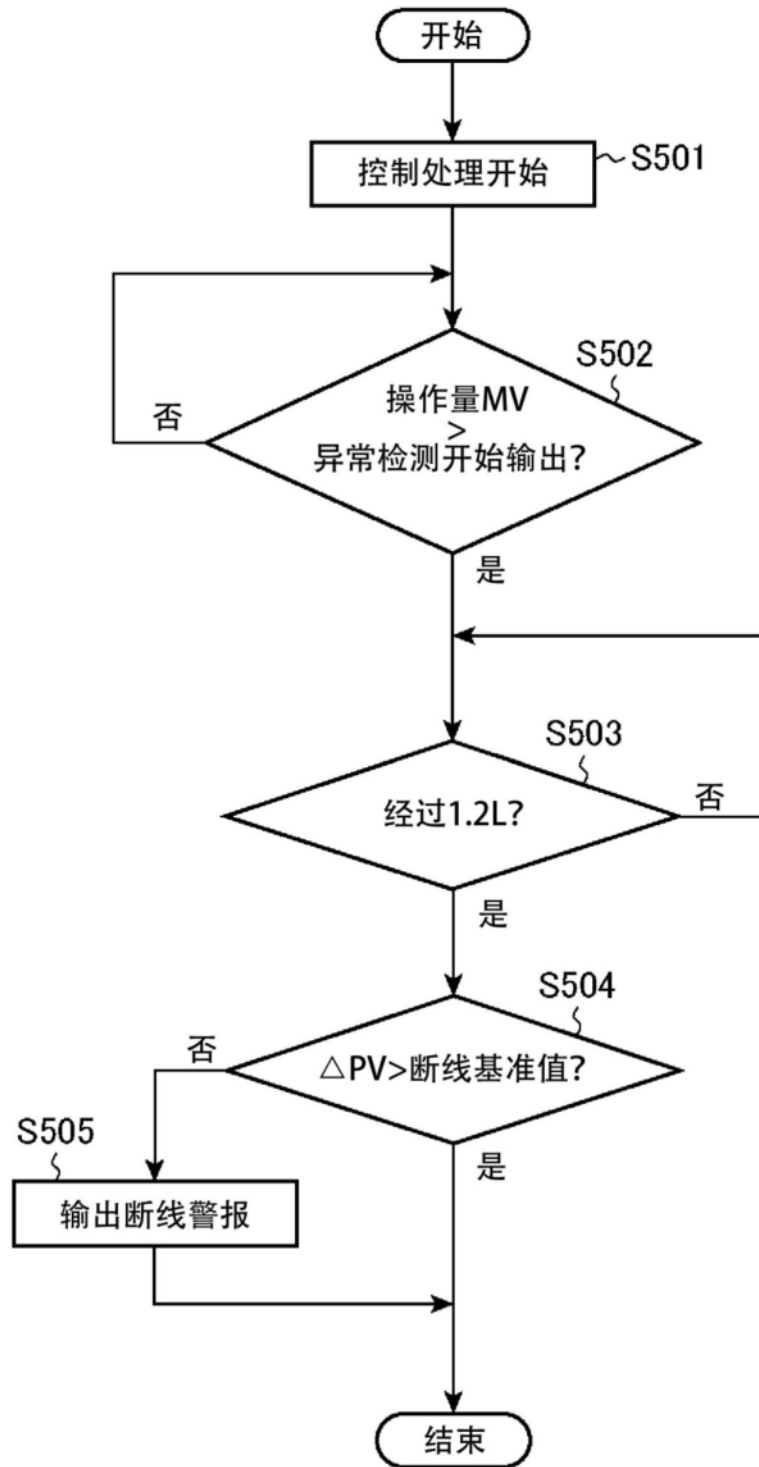 开始
控制处理开始
S501
S502
操作量MV
>
异常检测开始输出?
否
是
S503
经过1.2L?
否
是
S504
△PV>断线基准值?
否
是
S505
输出断线警报
结束